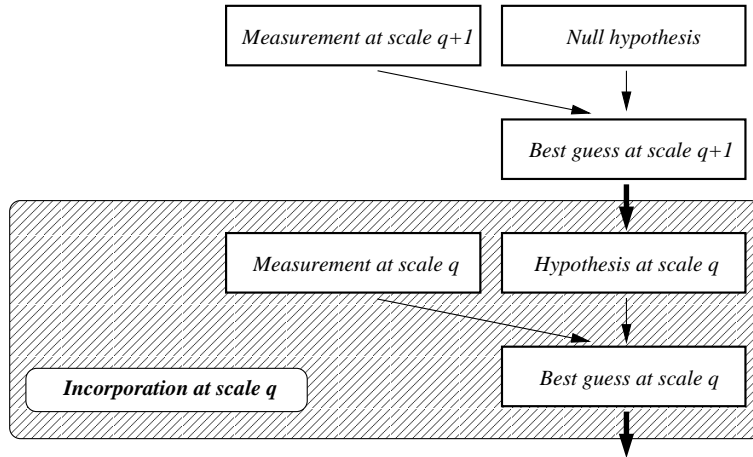 Measurement at scale q+1
Null hypothesis
Best guess at scale q+1
Measurement at scale q
Hypothesis at scale q
Best guess at scale q
Incorporation at scale q